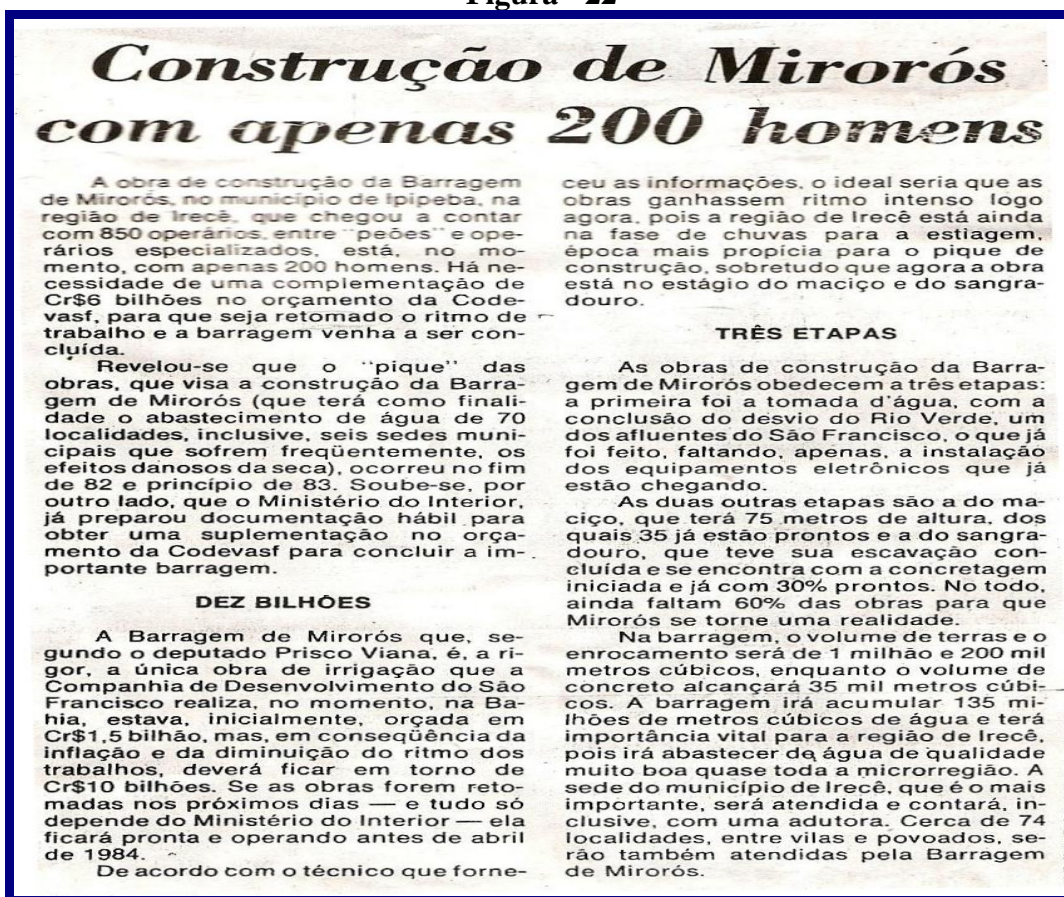 Figura - 22
Construção de Mirorós
com apenas 200 homens
A obra de construção da Barragem
de Mirorós, no município de Ipipeba, na
região de Irecê, que chegou a contar
com 850 operários, entre "peões" e ope-
rários especializados, está, no mo-
mento, com apenas 200 homens. Há ne-
cessidade de uma complementação de
Cr$6 bilhões no orçamento da Code-
vasf, para que seja retomado o ritmo de
trabalho e a barragem venha a ser con-
cluída.
Revelou-se que o "pique" das
obras, que visa a construção da Barra-
gem de Mirorós (que terá como finali-
dade o abastecimento de água de 70
localidades, inclusive, seis sedes muni-
cipais que sofrem freqüentemente, os
efeitos danosos da seca), ocorreu no fim
de 82 e princípio de 83. Soube-se, por
outro lado, que o Ministério do Interior,
já preparou documentação hábil para
obter uma suplementação no orça-
mento da Codevasf para concluir a im-
portante barragem.
DEZ BILHÕES
A Barragem de Mirorós que, se-
gundo o deputado Prisco Viana, é, a ri-
gor, a única obra de irrigação que a
Companhia de Desenvolvimento do São
Francisco realiza, no momento, na Ba-
hia, estava, inicialmente, orçada em
Cr$1,5 bilhão, mas, em conseqüência da
inflação e da diminuição do ritmo dos
trabalhos, deverá ficar em torno de
Cr$10 bilhões. Se as obras forem reto-
madas nos próximos dias — e tudo só
depende do Ministério do Interior — ela
ficará pronta e operando antes de abril
de 1984.
De acordo com o técnico que forne-
ceu as informações, o ideal seria que as
obras ganhassem ritmo intenso logo
agora, pois a região de Irecê está ainda
na fase de chuvas para a estiagem,
época mais propícia para o pique de
construção, sobretudo que agora a obra
está no estágio do maciço e do sangra-
douro.
TRÊS ETAPAS
As obras de construção da Barra-
gem de Mirorós obedecem a três etapas:
a primeira foi a tomada d'água, com a
conclusão do desvio do Rio Verde, um
dos afluentes do São Francisco, o que já
foi feito, faltando, apenas, a instalação
dos equipamentos eletrônicos que já
estão chegando.
As duas outras etapas são a do ma-
ciço, que terá 75 metros de altura, dos
quais 35 já estão prontos e a do sangra-
douro, que teve sua escavação con-
cluída e se encontra com a concretagem
iniciada e já com 30% prontos. No todo,
ainda faltam 60% das obras para que
Mirorós se torne uma realidade.
Na barragem, o volume de terras e o
enrocamento será de 1 milhão e 200 mil
metros cúbicos, enquanto o volume de
concreto alcançará 35 mil metros cúbi-
cos. A barragem irá acumular 135 mi-
lhões de metros cúbicos de água e terá
importância vital para a região de Irecê,
pois irá abastecer de água de qualidade
muito boa quase toda a microrregião. A
sede do município de Irecê, que é o mais
importante, será atendida e contará, in-
clusive, com uma adutora. Cerca de 74
localidades, entre vilas e povoados, se-
rão também atendidas pela Barragem
de Mirorós.